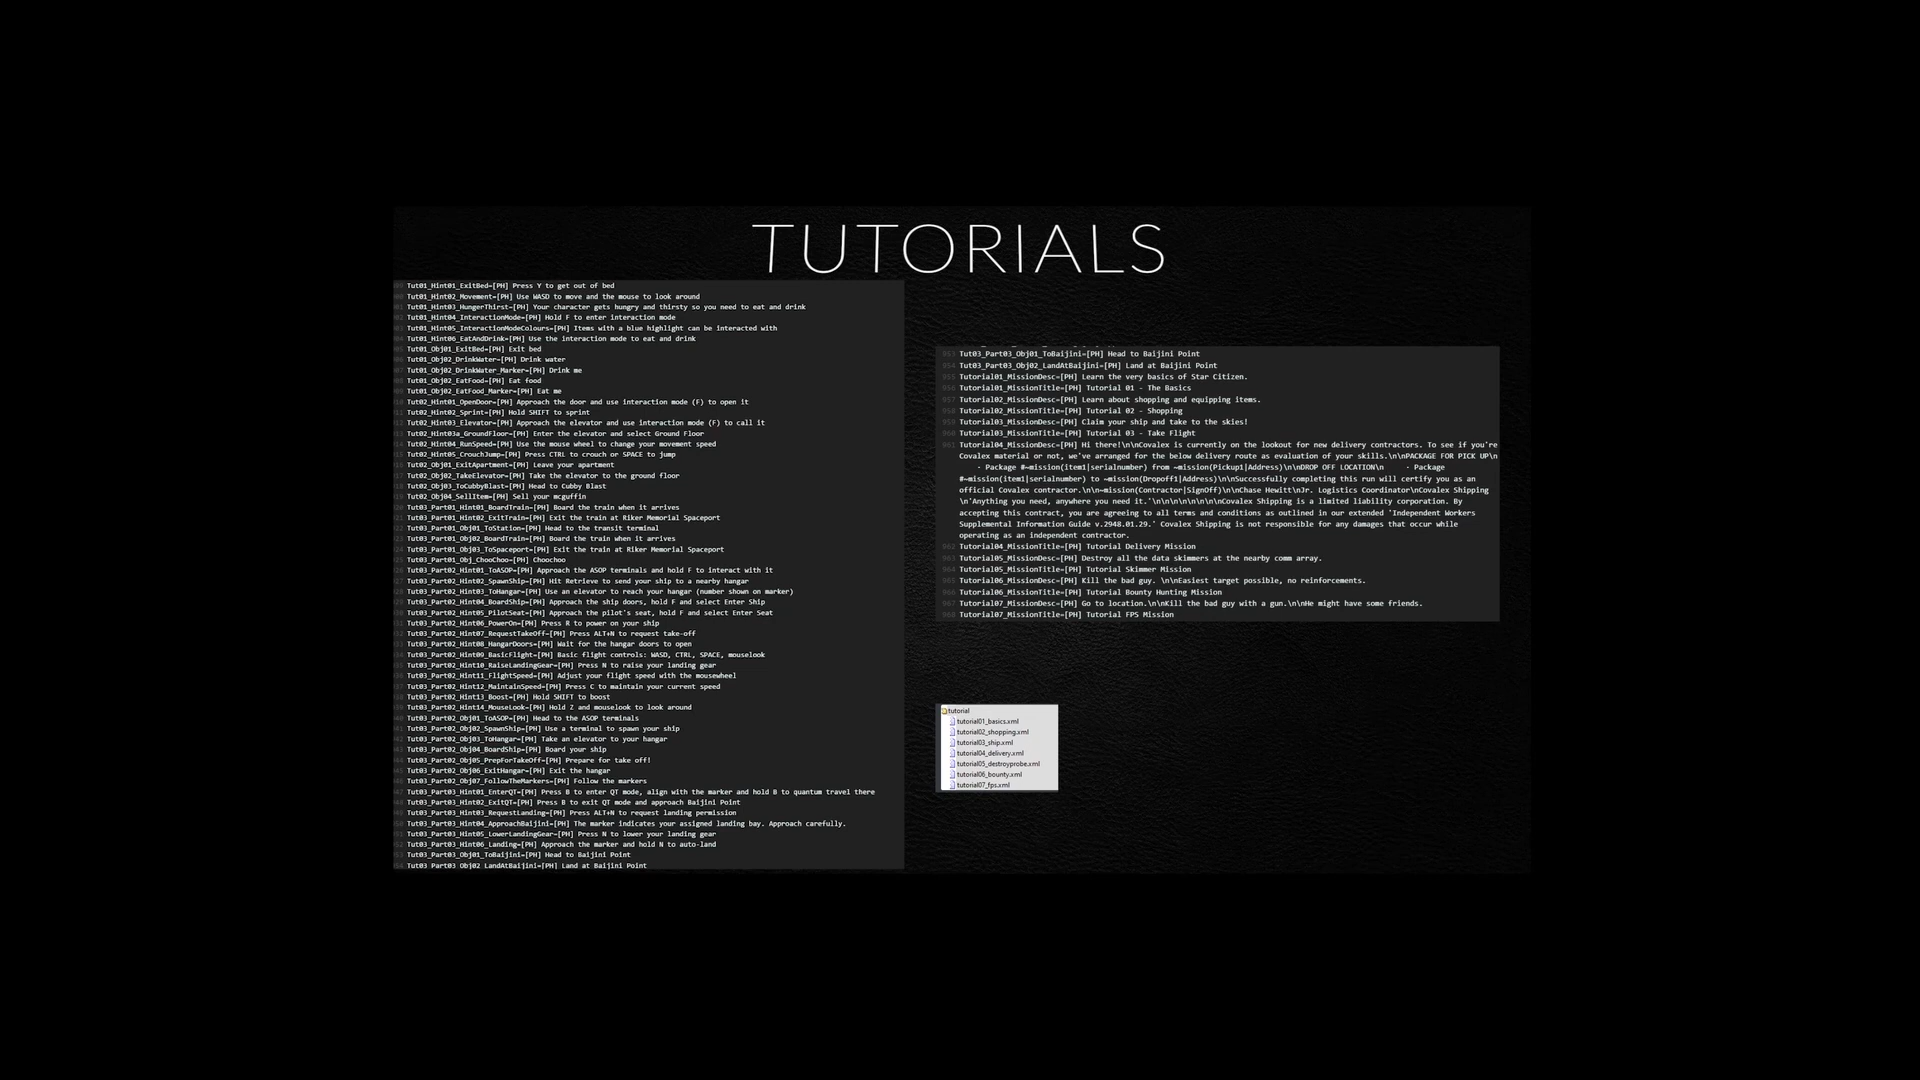 TUTORIALS
Tut01_Hint01_ExitBed=[PH] Press Y to get out of bed
Tut01_Hint02_Movement=[PH] Use WASD to move and the mouse to look around
Tut01_Hint03_HungerThirst=[PH] Your character gets hungry and thirsty so you need to eat and drink
Tut01_Hint04_InteractionMode=[PH] Hold F to enter interaction mode
Tut01_Hint05_InteractionModeColours=[PH] Items with a blue highlight can be interacted with
Tut01_Hint06_EatAndDrink=[PH] Use the interaction mode to eat and drink
Tut01_Obj01_ExitBed=[PH] Exit bed
Tut01_Obj02_DrinkWater=[PH] Drink water
Tut01_Obj02_DrinkWater_Marker=[PH] Drink me
Tut01_Obj02_EatFood=[PH] Eat food
Tut01_Obj02_EatFood_Marker=[PH] Eat me
Tut02_Hint01_OpenDoor=[PH] Approach the door and use interaction mode (F) to open it
Tut02_Hint02_Sprint=[PH] Hold SHIFT to sprint
Tut02_Hint03_Elevator=[PH] Approach the elevator and use interaction mode (F) to call it
Tut02_Hint03a_GroundFloor=[PH] Enter the elevator and select Ground Floor
Tut02_Hint04_RunSpeed=[PH] Use the mouse wheel to change your movement speed
Tut02_Hint05_CrouchJump=[PH] Press CTRL to crouch or SPACE to jump
Tut02_Obj01_ExitApartment=[PH] Leave your apartment
Tut02_Obj02_TakeElevator=[PH] Take the elevator to the ground floor
Tut02_Obj03_ToCubbyBlast=[PH] Head to Cubby Blast
Tut02_Obj04_SellItem=[PH] Sell your mcguffin
Tut03_Part01_Hint01_BoardTrain=[PH] Board the train when it arrives
Tut03_Part01_Hint02_ExitTrain=[PH] Exit the train at Riker Memorial Spaceport
Tut03_Part01_Obj01_ToStation=[PH] Head to the transit terminal
Tut03_Part01_Obj02_BoardTrain=[PH] Board the train when it arrives
Tut03_Part01_Obj03_ToSpaceport=[PH] Exit the train at Riker Memorial Spaceport
Tut03_Part01_Obj_ChooChoo=[PH] Choochoo
Tut03_Part02_Hint01_ToASOP=[PH] Approach the ASOP terminals and hold F to interact with it
Tut03_Part02_Hint02_SpawnShip=[PH] Hit Retrieve to send your ship to a nearby hangar
Tut03_Part02_Hint03_ToHangar=[PH] Use an elevator to reach your hangar (number shown on marker)
Tut03_Part02_Hint04_BoardShip=[PH] Approach the ship doors, hold F and select Enter Ship
Tut03_Part02_Hint05_PilotSeat=[PH] Approach the pilot's seat, hold F and select Enter Seat
Tut03_Part02_Hint06_PowerOn=[PH] Press R to power on your ship
Tut03_Part02_Hint07_RequestTakeOff=[PH] Press ALT+N to request take-off
Tut03_Part02_Hint08_HangarDoors=[PH] Wait for the hangar doors to open
Tut03_Part02_Hint09_BasicFlight=[PH] Basic flight controls: WASD, CTRL, SPACE, mouselook
Tut03_Part02_Hint10_RaiseLandingGear=[PH] Press N to raise your landing gear
Tut03_Part02_Hint11_FlightSpeed=[PH] Adjust your flight speed with the mousewheel
Tut03_Part02_Hint12_MaintainSpeed=[PH] Press C to maintain your current speed
Tut03_Part02_Hint13_Boost=[PH] Hold SHIFT to boost
Tut03_Part02_Hint14_MouseLook=[PH] Hold Z and mouselook to look around
Tut03_Part02_Obj01_ToASOP=[PH] Head to the ASOP terminals
Tut03_Part02_Obj02_SpawnShip=[PH] Use a terminal to spawn your ship
Tut03_Part02_Obj03_ToHangar=[PH] Take an elevator to your hangar
Tut03_Part02_Obj04_BoardShip=[PH] Board your ship
Tut03_Part02_Obj05_PrepForTakeOff=[PH] Prepare for take off!
Tut03_Part02_Obj06_ExitHangar=[PH] Exit the hangar
Tut03_Part02_Obj07_FollowTheMarkers=[PH] Follow the markers
Tut03_Part03_Hint01_EnterQT=[PH] Press B to enter QT mode, align with the marker and hold B to quantum travel there
Tut03_Part03_Hint02_ExitQT=[PH] Press B to exit QT mode and approach Baijini Point
Tut03_Part03_Hint03_RequestLanding=[PH] Press ALT+N to request landing permission
Tut03_Part03_Hint04_ApproachBaijini=[PH] The marker indicates your assigned landing bay. Approach carefully.
Tut03_Part03_Hint05_LowerLandingGear=[PH] Press N to lower your landing gear
Tut03_Part03_Hint06_Landing=[PH] Approach the marker and hold N to auto-land
Tut03_Part03_Obj01_ToBaijini=[PH] Head to Baijini Point
Tut03_Part03_Obj02_LandAtBaijini=[PH] Land at Baijini Point
953 Tut03_Part03_Obj01_ToBaijini=[PH] Head to Baijini Point
954 Tut03_Part03_Obj02_LandAtBaijini=[PH] Land at Baijini Point
955 Tutorial01_MissionDesc=[PH] Learn the very basics of Star Citizen.
956 Tutorial01_MissionTitle=[PH] Tutorial 01 - The Basics
957 Tutorial02_MissionDesc=[PH] Learn about shopping and equipping items.
958 Tutorial02_MissionTitle=[PH] Tutorial 02 - Shopping
959 Tutorial03_MissionDesc=[PH] Claim your ship and take to the skies!
960 Tutorial03_MissionTitle=[PH] Tutorial 03 - Take Flight
961 Tutorial04_MissionDesc=[PH] Hi there!\n\nCovalex is currently on the lookout for new delivery contractors. To see if you're
Covalex material or not, we've arranged for the below delivery route as evaluation of your skills.\n\nPACKAGE FOR PICK UP\n
· Package #~mission(item1|serialnumber) from ~mission(Pickup1|Address)\n\nDROP OFF LOCATION\n · Package
#~mission(item1|serialnumber) to ~mission(Dropoff1|Address)\n\nSuccessfully completing this run will certify you as an
official Covalex contractor.\n\n~mission(Contractor|SignOff)\n\nChase Hewitt\nJr. Logistics Coordinator\nCovalex Shipping
\n'Anything you need, anywhere you need it.'\n\n\n\n\n\n\nCovalex Shipping is a limited liability corporation. By
accepting this contract, you are agreeing to all terms and conditions as outlined in our extended 'Independent Workers
Supplemental Information Guide v.2948.01.29.' Covalex Shipping is not responsible for any damages that occur while
operating as an independent contractor.
962 Tutorial04_MissionTitle=[PH] Tutorial Delivery Mission
963 Tutorial05_MissionDesc=[PH] Destroy all the data skimmers at the nearby comm array.
964 Tutorial05_MissionTitle=[PH] Tutorial Skimmer Mission
965 Tutorial06_MissionDesc=[PH] Kill the bad guy. \n\nEasiest target possible, no reinforcements.
966 Tutorial06_MissionTitle=[PH] Tutorial Bounty Hunting Mission
967 Tutorial07_MissionDesc=[PH] Go to location.\n\nKill the bad guy with a gun.\n\nHe might have some friends.
968 Tutorial07_MissionTitle=[PH] Tutorial FPS Mission
tutorial
tutorial01_basics.xml
tutorial02_shopping.xml
tutorial03_ship.xml
tutorial04_delivery.xml
tutorial05_destroyprobe.xml
tutorial06_bounty.xml
tutorial07_fps.xml